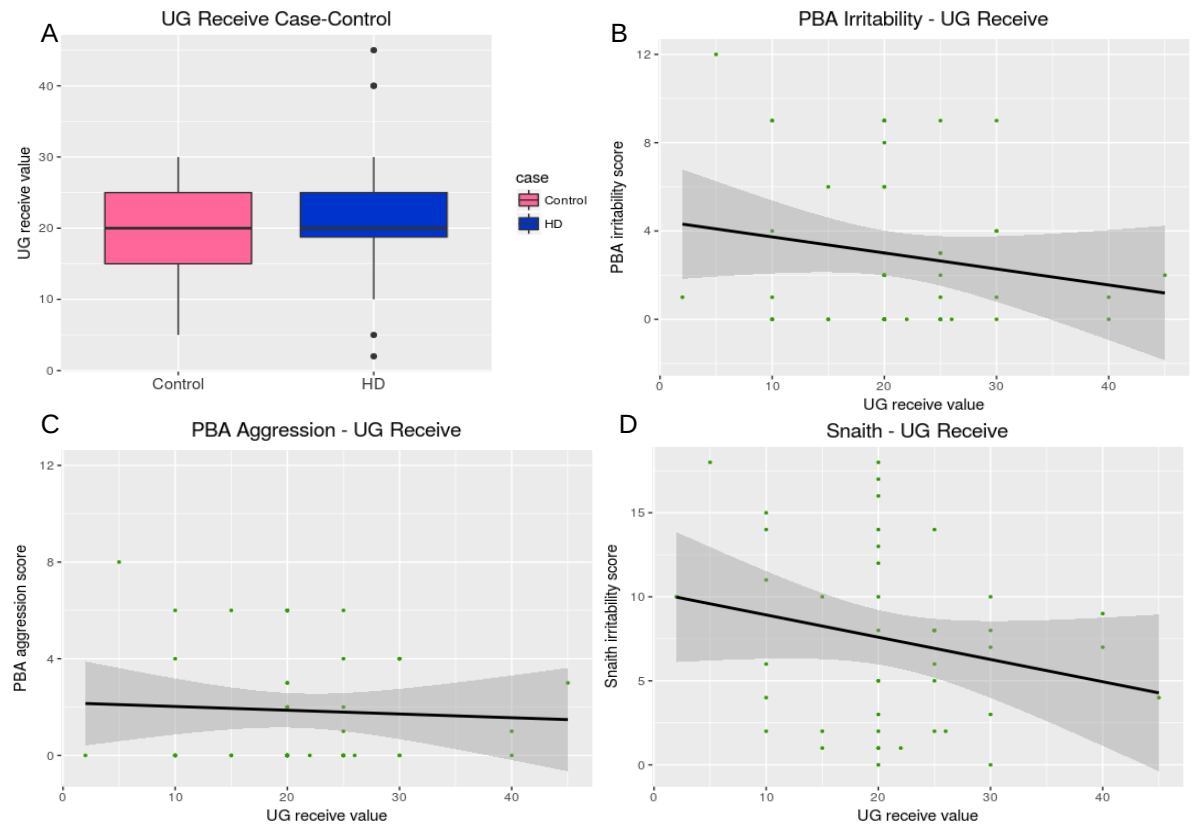 A
UG Receive Case-Control
UG receive value
40
30
20
10
0
Control
HD
case
Control
HD
B
PBA Irritability - UG Receive
PBA irritability score
12
8
4
0
0 10 20 30 40
UG receive value
C
PBA Aggression - UG Receive
PBA aggression score
12
8
4
0
0 10 20 30 40
UG receive value
D
Snaith - UG Receive
Snaith irritability score
15
10
5
0
0 10 20 30 40
UG receive value